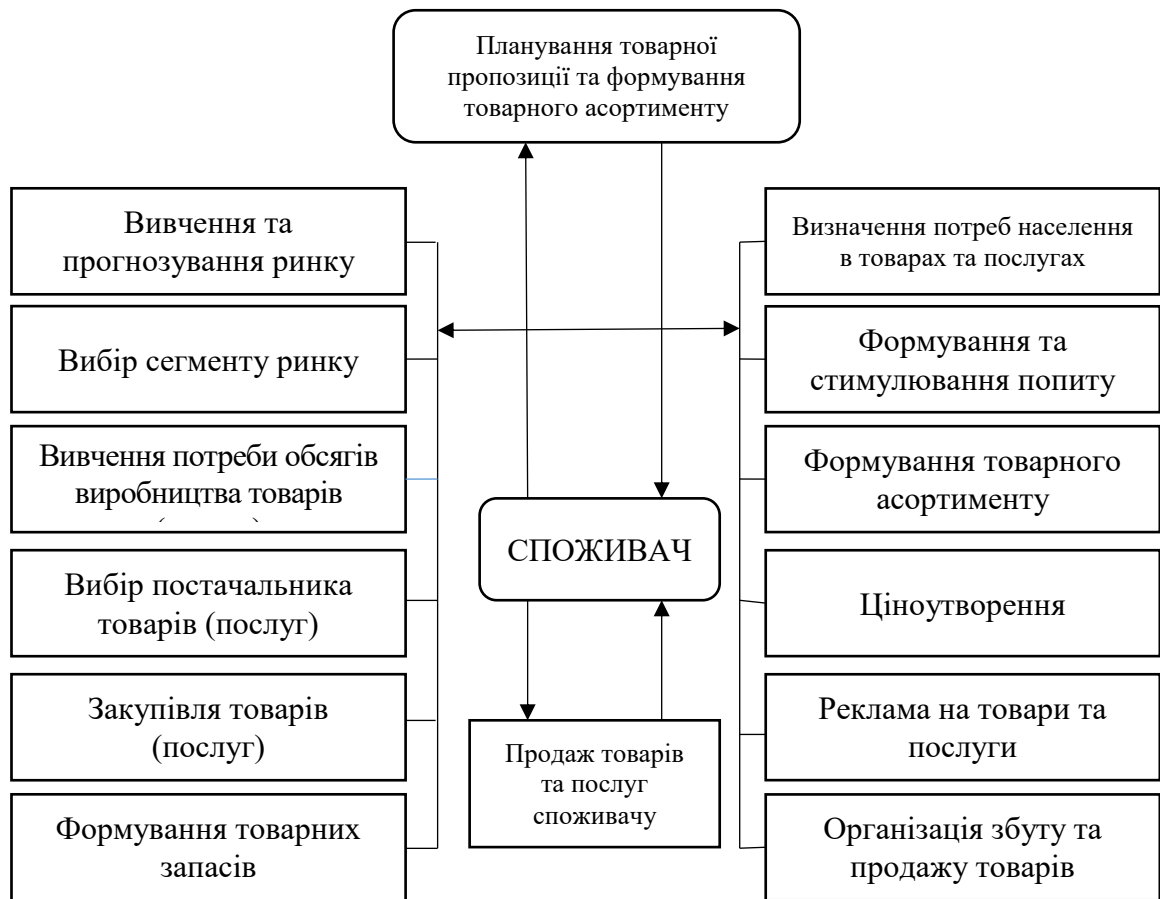 Планування товарної
пропозиції та формування
товарного асортименту
Вивчення та
прогнозування ринку
Вибір сегменту ринку
Вивчення потреби обсягів
виробництва товарів
Вибір постачальника
товарів (послуг)
Закупівля товарів
(послуг)
Формування товарних
запасів
СПОЖИВАЧ
Продаж товарів
та послуг
споживачу
Визначення потреб населення
в товарах та послугах
Формування та
стимулювання попиту
Формування товарного
асортименту
Ціноутворення
Реклама на товари та
послуги
Організація збуту та
продажу товарів